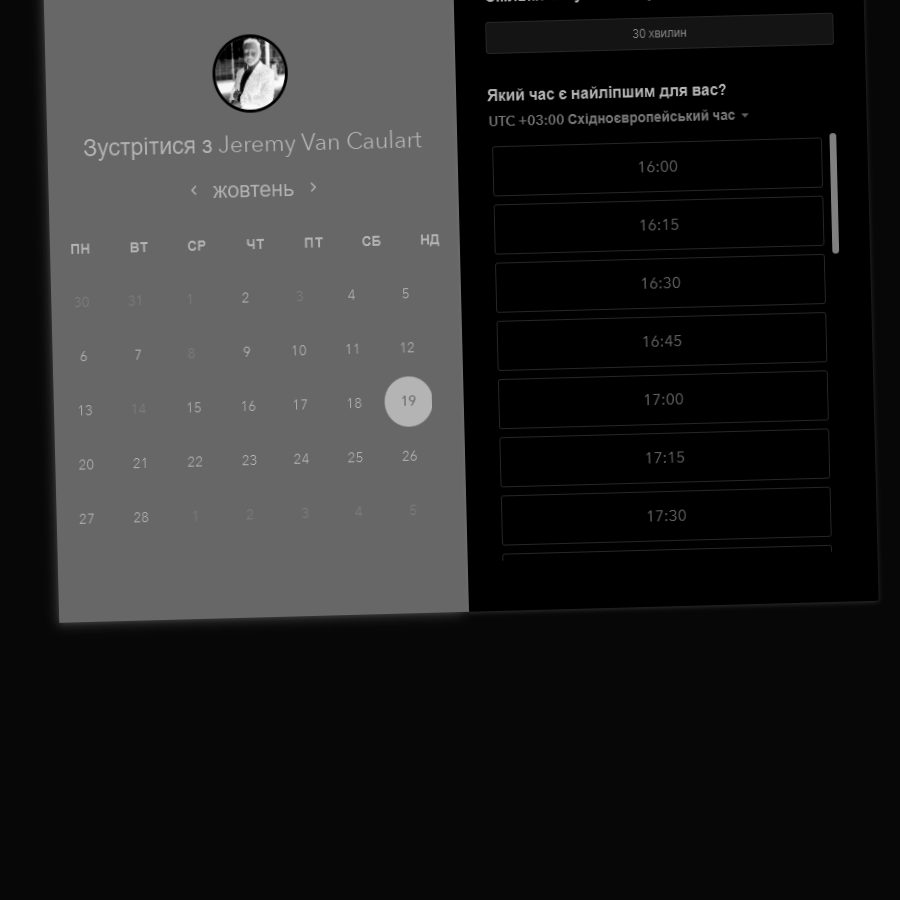 Зустрітися з Jeremy Van Caulart
‹ жовтень ›
ПН ВТ СР ЧТ ПТ СБ НД
30 31 1 2 3 4 5
6 7 8 9 10 11 12
13 14 15 16 17 18 19
20 21 22 23 24 25 26
27 28 1 2 3 4 5
30 хвилин
Який час є найліпшим для вас?
UTC +03:00 Східноєвропейський час
16:00
16:15
16:30
16:45
17:00
17:15
17:30